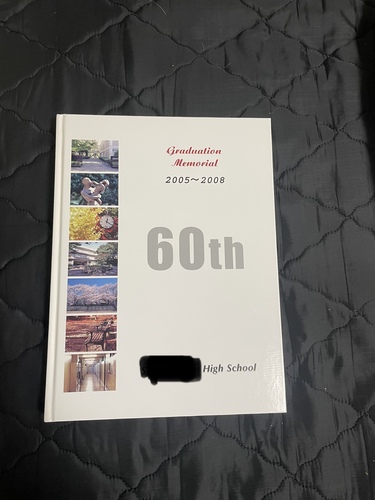 Graduation
Memorial
2005～2008
60th
High School